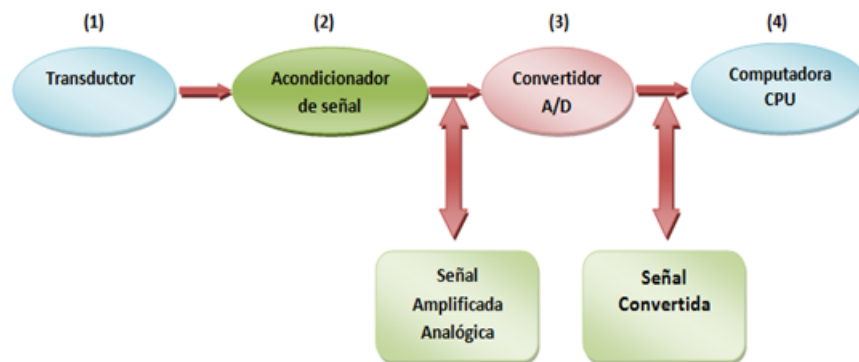 (1)
(2)
(3)
(4)
Transductor
Acondicionador
de señal
Convertidor
A/D
Computadora
CPU
Señal
Amplificada
Analógica
Señal
Convertida